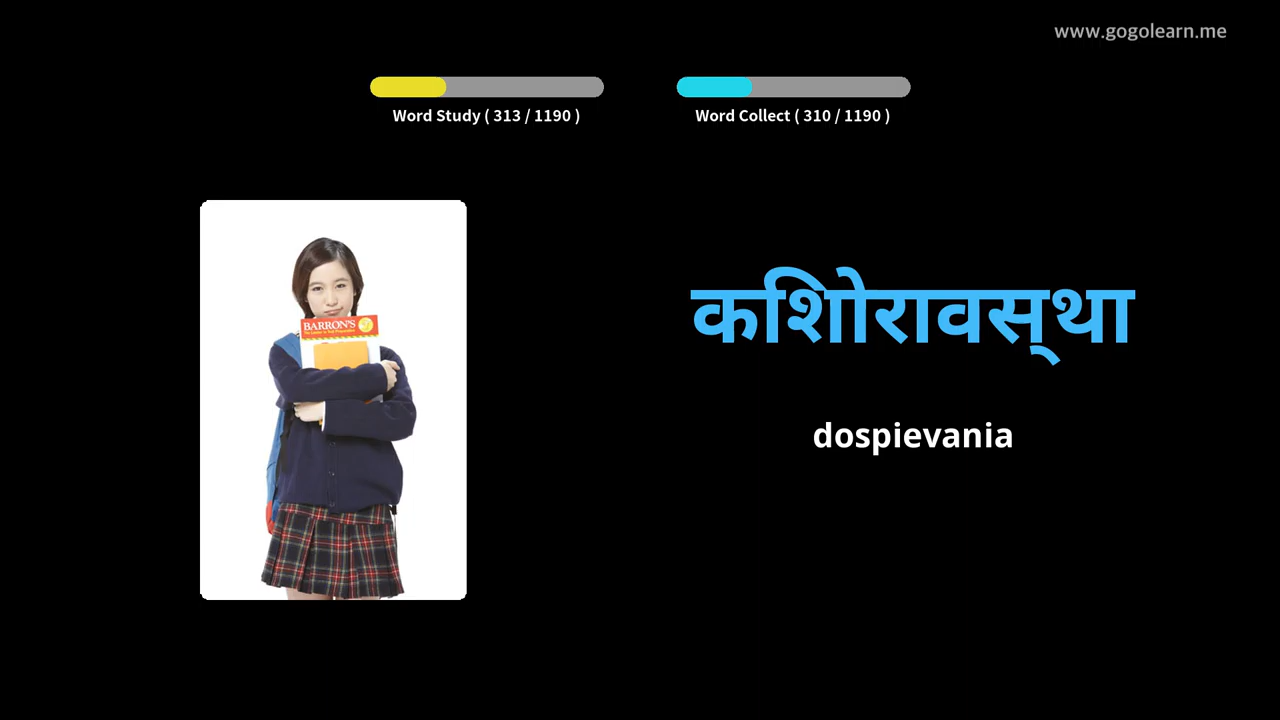 www.gogolearn.me
Word Study ( 313 / 1190 )
Word Collect ( 310 / 1190 )
BARRON'S
किशोरावस्था
dospievania